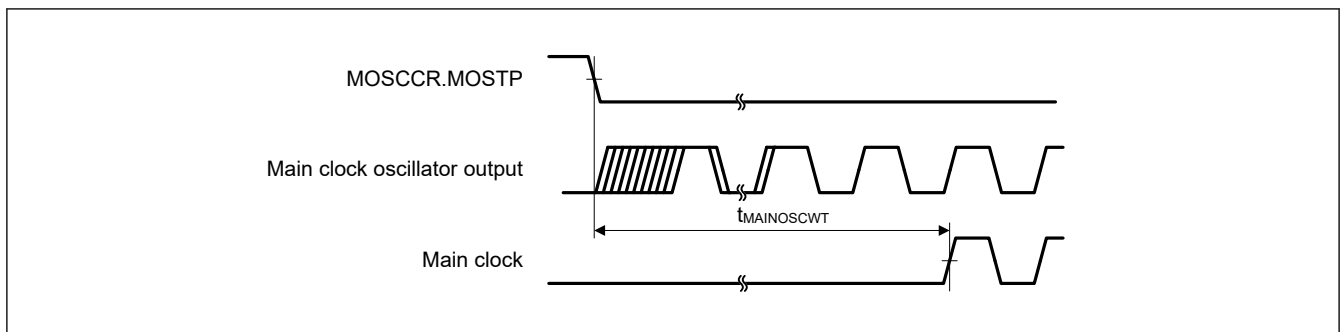 MOSCCR.MOSTP
Main clock oscillator output
tMAINOSCWT
Main clock